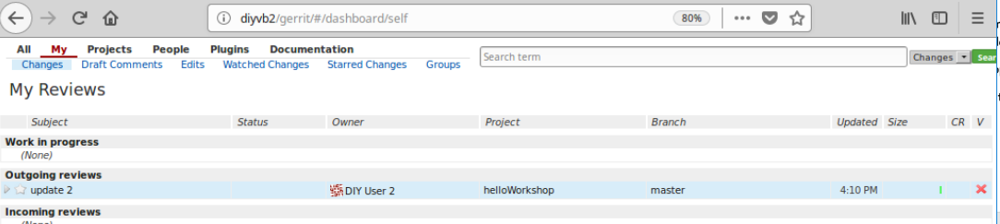 diyvb2/gerrit/#/dashboard/self 80%
All My Projects People Plugins Documentation
Changes Draft Comments Edits Watched Changes Starred Changes Groups
Search term Changes
My Reviews
Subject Status Owner Project Branch Updated Size CR V
Work in progress
(None)
Outgoing reviews
update 2 DIY User 2 helloWorkshop master 4:10 PM
Incoming reviews